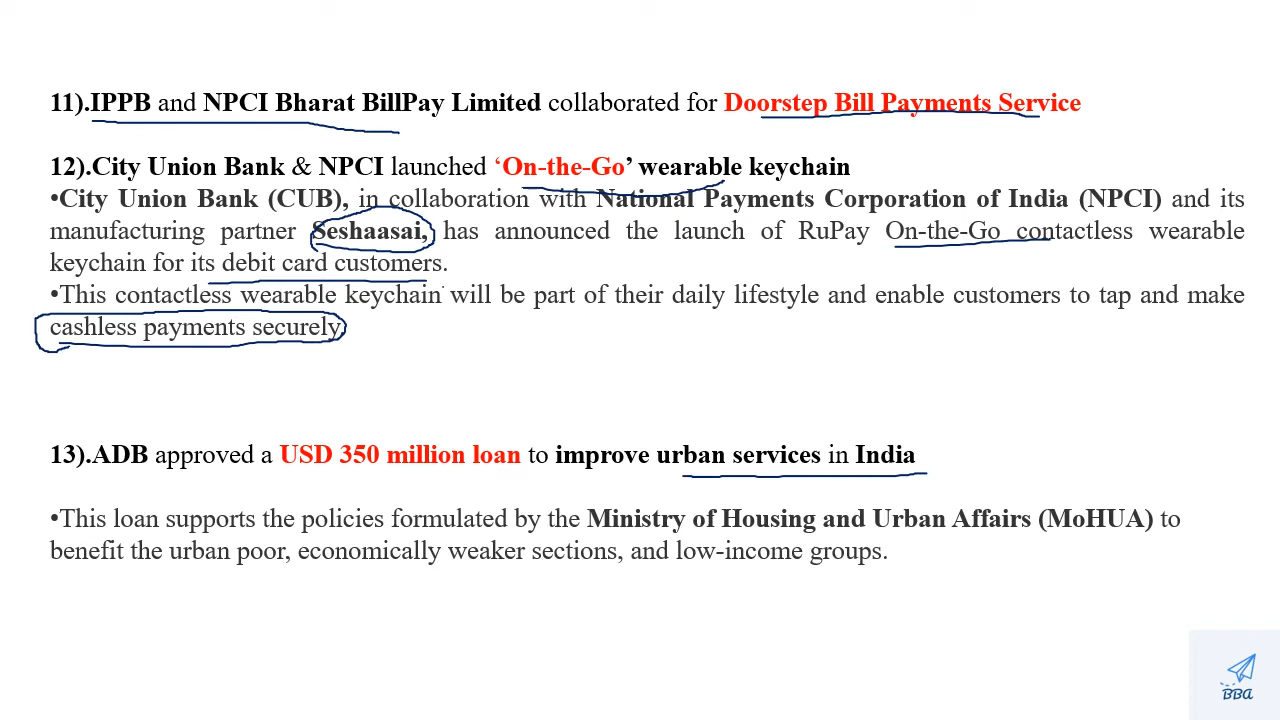 11).IPPB and NPCI Bharat BillPay Limited collaborated for Doorstep Bill Payments Service
12).City Union Bank & NPCI launched ‘On-the-Go’ wearable keychain
•City Union Bank (CUB), in collaboration with National Payments Corporation of India (NPCI) and its
manufacturing partner Seshaasai, has announced the launch of RuPay On-the-Go contactless wearable
keychain for its debit card customers.
•This contactless wearable keychain will be part of their daily lifestyle and enable customers to tap and make
cashless payments securely
13).ADB approved a USD 350 million loan to improve urban services in India
•This loan supports the policies formulated by the Ministry of Housing and Urban Affairs (MoHUA) to
benefit the urban poor, economically weaker sections, and low-income groups.
BBA